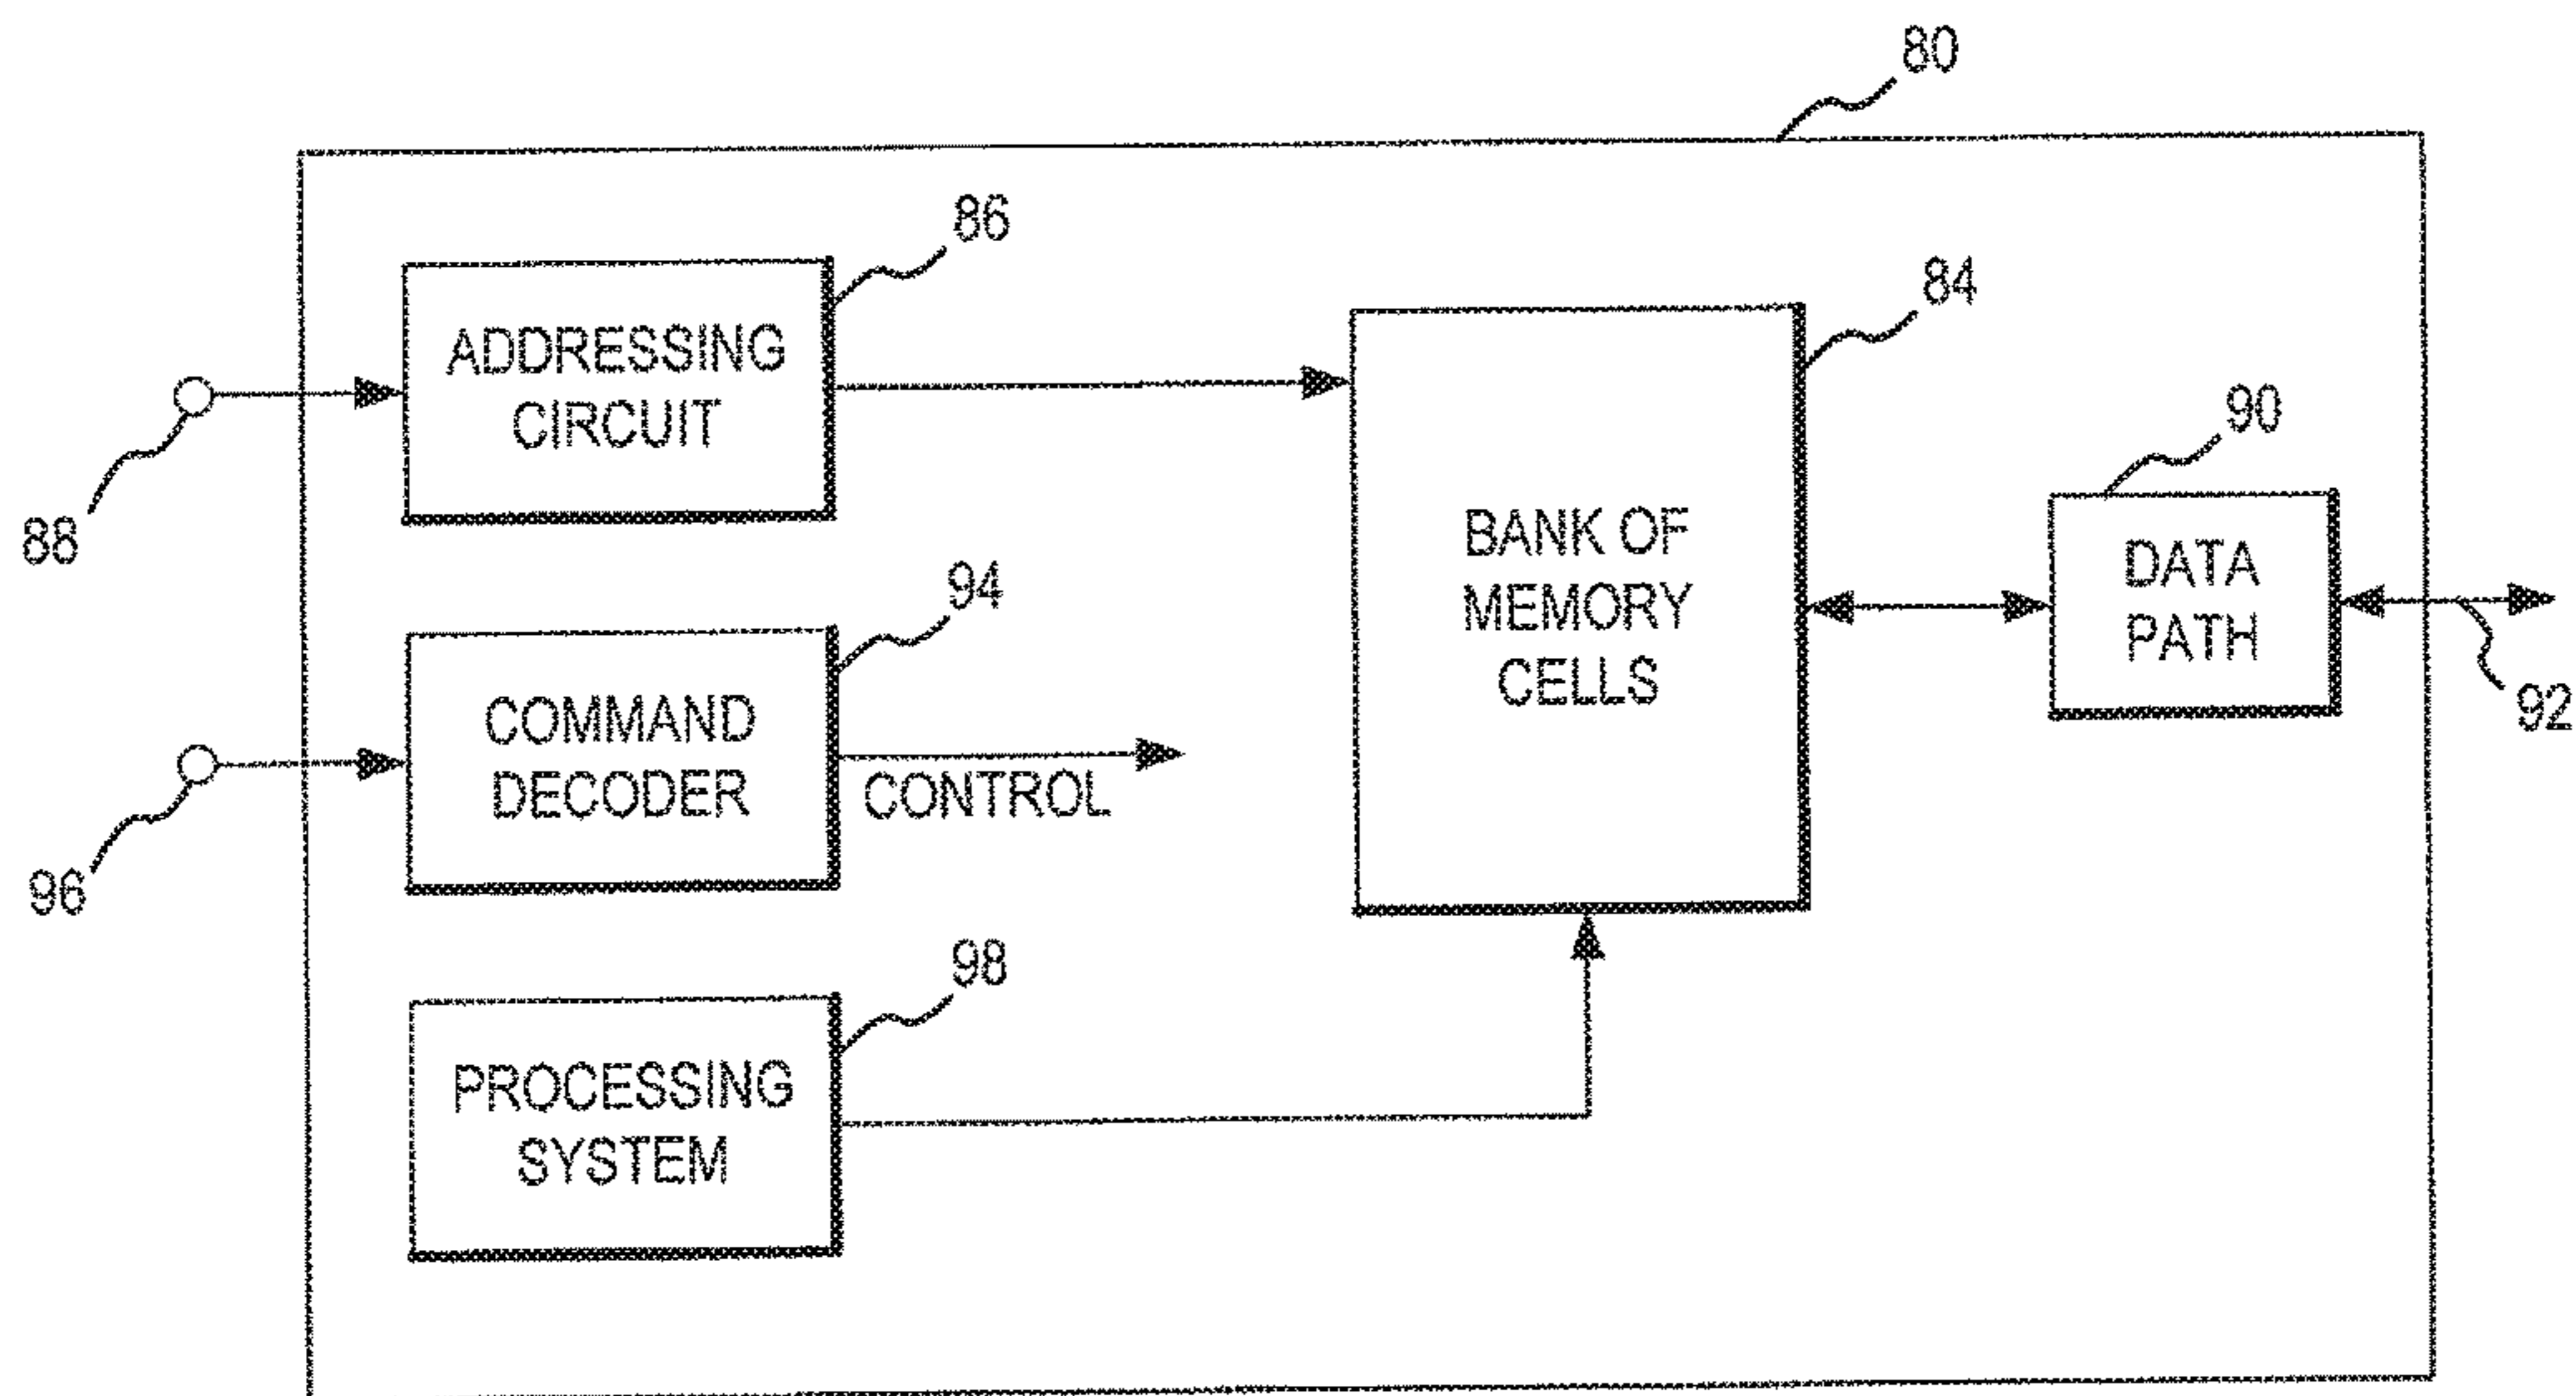 80
86
ADDRESSING
CIRCUIT
88
84
BANK OF
MEMORY
CELLS
90
DATA
PATH
92
94
COMMAND
DECODER
CONTROL
96
98
PROCESSING
SYSTEM